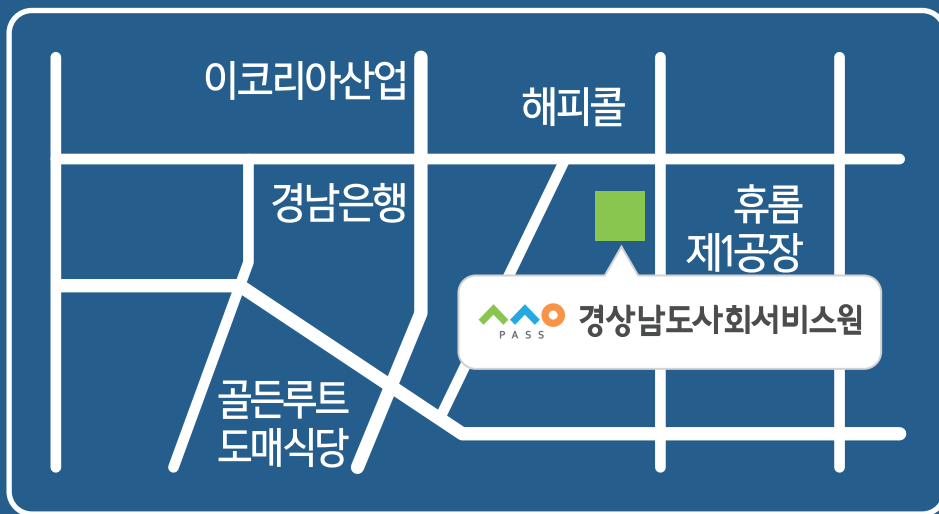 이코리아산업
해피콜
경남은행
휴롬
제1공장
PASS
경상남도사회서비스원
골든루트
도매식당